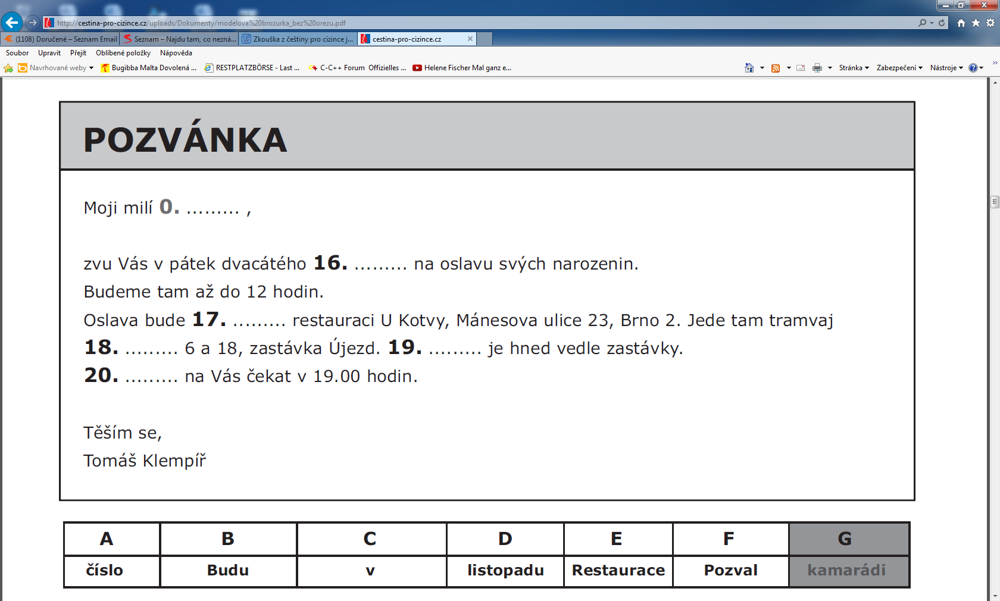 http://cestina-pro-cizince.cz/uploads/Dokumenty/modelova%20brozurka_bez%20orezu.pdf
(1108) Doručené – Seznam Email
Seznam – Najdu tam, co nezná...
Zkouška z češtiny pro cizince j...
cestina-pro-cizince.cz
Soubor Upravit Přejít Oblíbené položky Nápověda
Navrhované weby Bugibba Malta Dovolená ... RESTPLATZBÖRSE - Last ... C-C++ Forum Offizielles ... Helene Fischer Mal ganz e... Stránka Zabezpečení Nástroje
POZVÁNKA
Moji milí 0. ......... ,
zvu Vás v pátek dvacátého 16. ......... na oslavu svých narozenin.
Budeme tam až do 12 hodin.
Oslava bude 17. ......... restauraci U Kotvy, Mánesova ulice 23, Brno 2. Jede tam tramvaj
18. ......... 6 a 18, zastávka Újezd. 19. ......... je hned vedle zastávky.
20. ......... na Vás čekat v 19.00 hodin.
Těším se,
Tomáš Klempíř
A B C D E F G
číslo Budu v listopadu Restaurace Pozval kamarádi